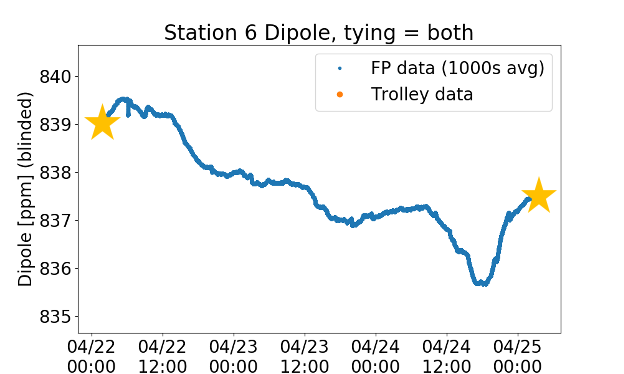 Station 6 Dipole, tying = both
FP data (1000s avg)
Trolley data
Dipole [ppm] (blinded)
840
839
838
837
836
835
04/22 04/22 04/23 04/23 04/24 04/24 04/25
00:00 12:00 00:00 12:00 00:00 12:00 00:00